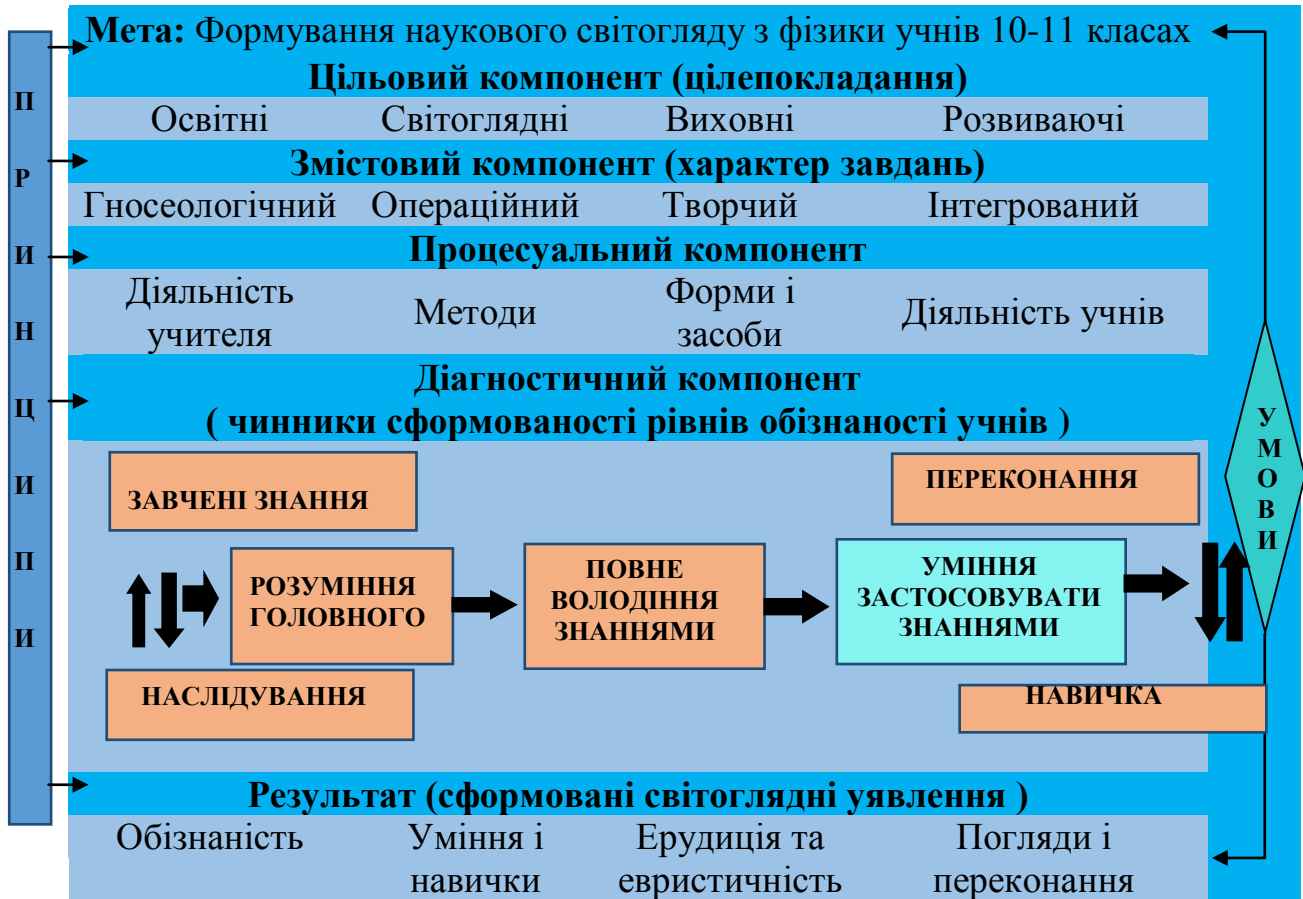 Мета: Формування наукового світогляду з фізики учнів 10-11 класах
Цільовий компонент (цілепокладання)
Освітні Світоглядні Виховні Розвиваючі
Змістовий компонент (характер завдань)
Гносеологічний Операційний Творчий Інтегрований
Процесуальний компонент
Діяльність учителя
Методи
Форми і засоби
Діяльність учнів
Діагностичний компонент
( чинники сформованості рівнів обізнаності учнів )
ЗАВЧЕНІ ЗНАННЯ
ПЕРЕКОНАННЯ
РОЗУМІННЯ
ГОЛОВНОГО
ПОВНЕ
ВОЛОДІННЯ
ЗНАННЯМИ
УМІННЯ
ЗАСТОСОВУВАТИ
ЗНАННЯМИ
НАСЛІДУВАННЯ
НАВИЧКА
Результат (сформовані світоглядні уявлення )
Обізнаність
Уміння і
навички
Ерудиція та
евристичність
Погляди і
переконання
П
Р
И
Н
Ц
И
П
И
У
М
О
В
И